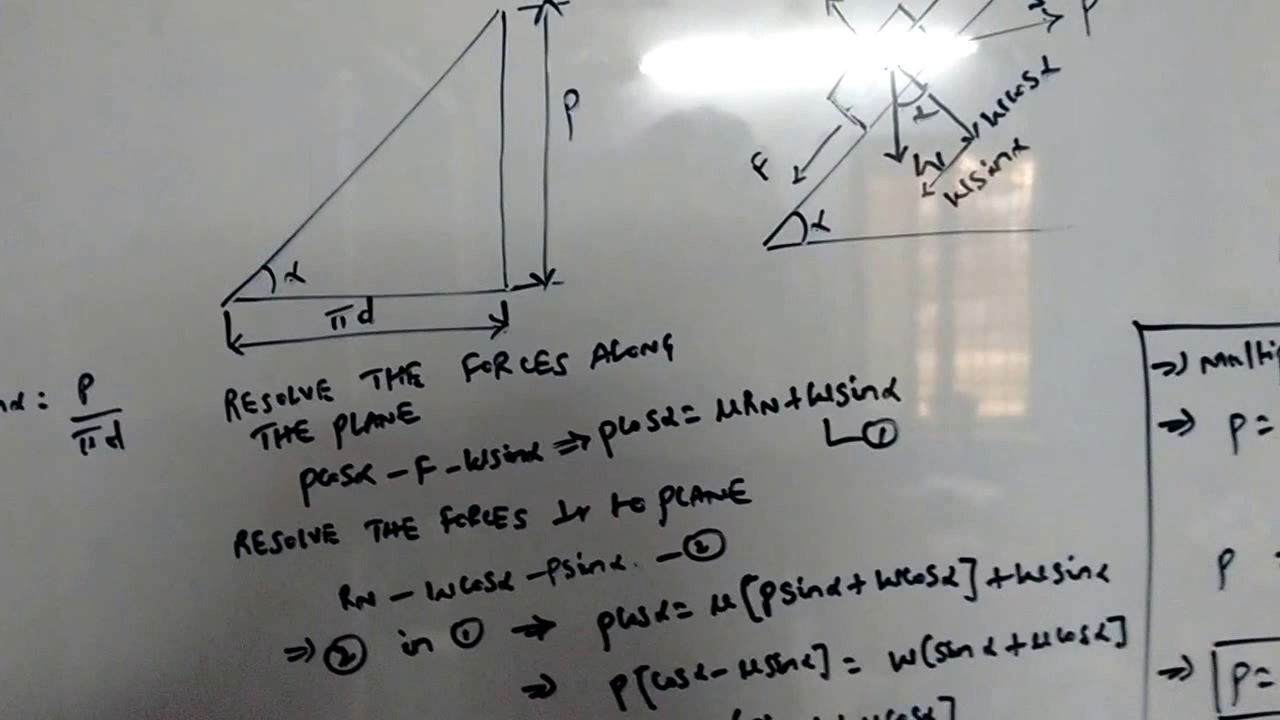 P
α
πd
P
F
α
W
Wcosα
Wsinα
α
P
πd
RESOLVE THE FORCES ALONG
THE PLANE
pcosα - F - Wsinα ⇒ pcosα = μRN + Wsinα
①
RESOLVE THE FORCES ⊥r to PLANE
RN - Wcosα - psinα. - ②
⇒ ② in ① → pcosα = μ[psinα + Wcosα] + Wsinα
⇒ p[cosα - μsinα] = W[sinα + μcosα]
⇒ p =
p
⇒ p =